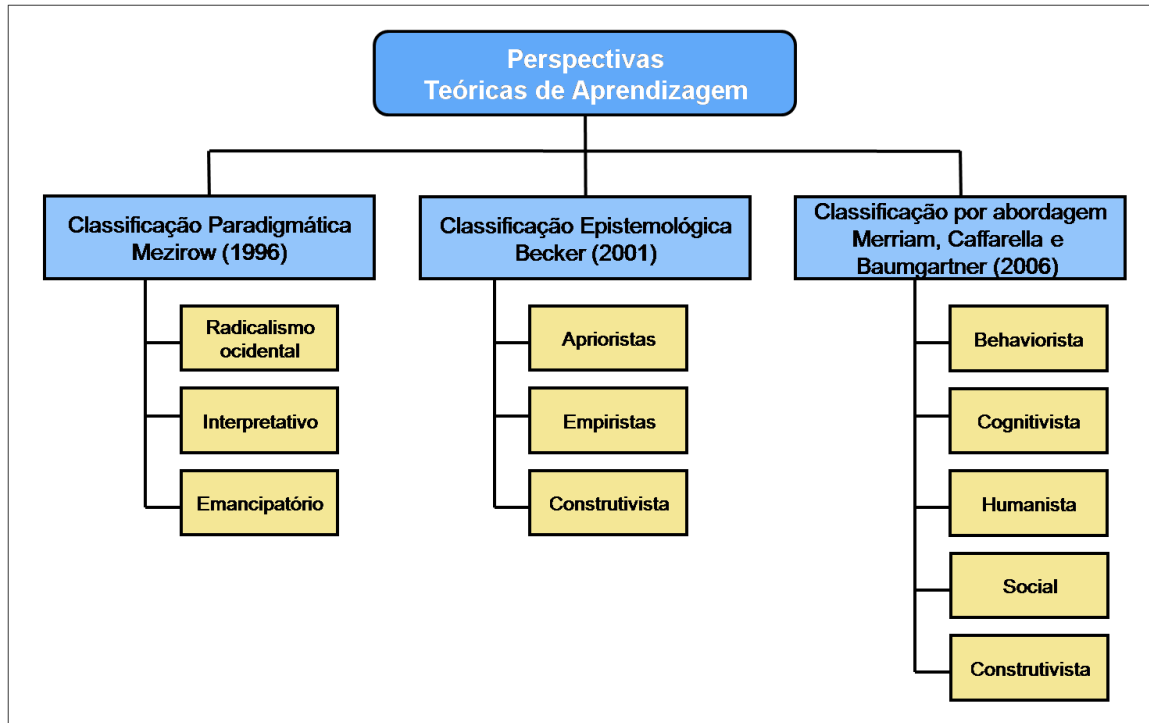 Perspectivas
Teóricas de Aprendizagem
Classificação Paradigmática
Mezirow (1996)
Radicalismo
ocidental
Interpretativo
Emancipatório
Classificação Epistemológica
Becker (2001)
Aprioristas
Empiristas
Construtivista
Classificação por abordagem
Merriam, Caffarella e
Baumgartner (2006)
Behaviorista
Cognitivista
Humanista
Social
Construtivista